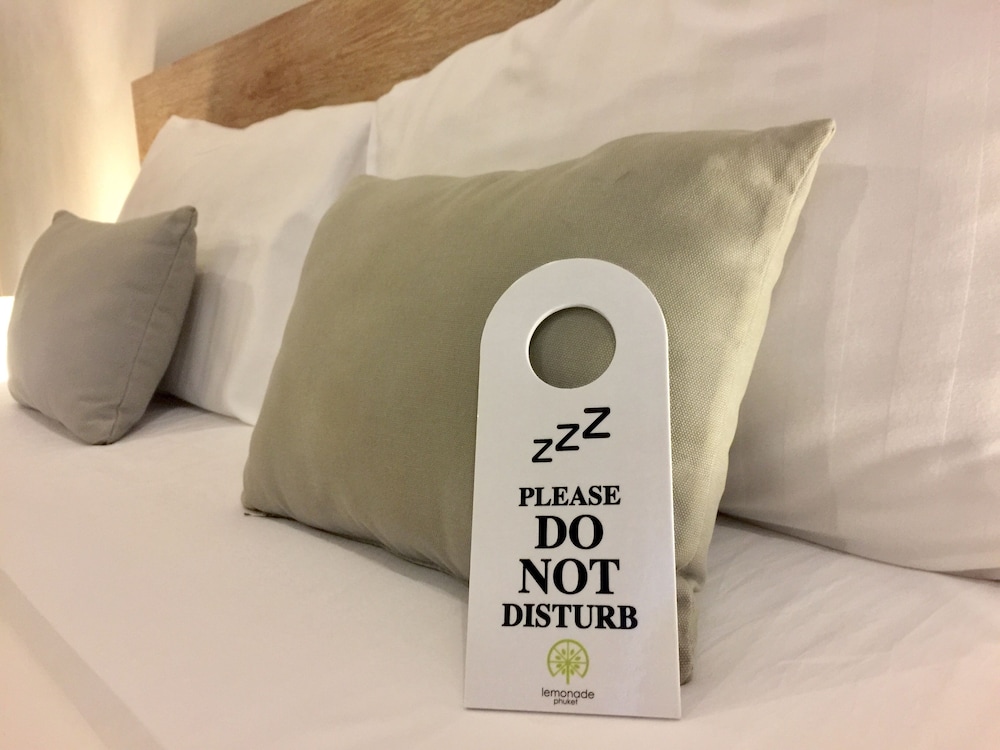 zzz
PLEASE
DO
NOT
DISTURB
lemonade
phuket